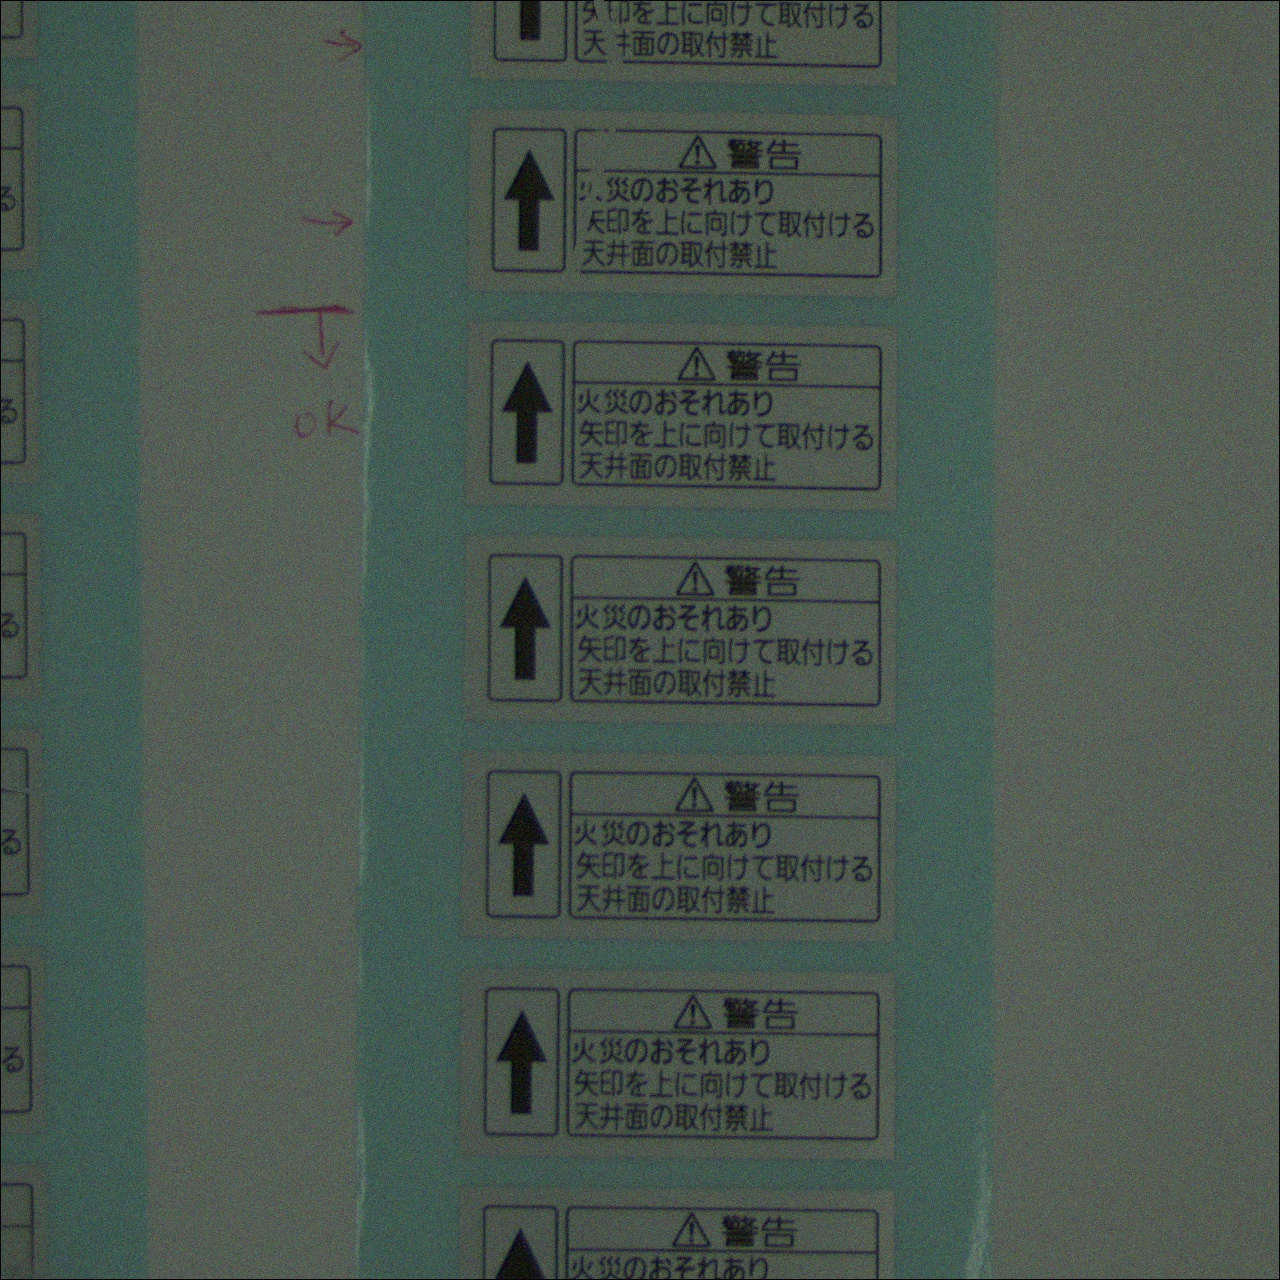 印を上に向けて取付ける
天井面の取付禁止
警告
災のおそれあり
矢印を上に向けて取付ける
天井面の取付禁止
OK
警告
火災のおそれあり
矢印を上に向けて取付ける
天井面の取付禁止
警告
火災のおそれあり
矢印を上に向けて取付ける
天井面の取付禁止
警告
火災のおそれあり
矢印を上に向けて取付ける
天井面の取付禁止
警告
火災のおそれあり
矢印を上に向けて取付ける
天井面の取付禁止
警告
火災のおそれあり
る
る
る
る
る